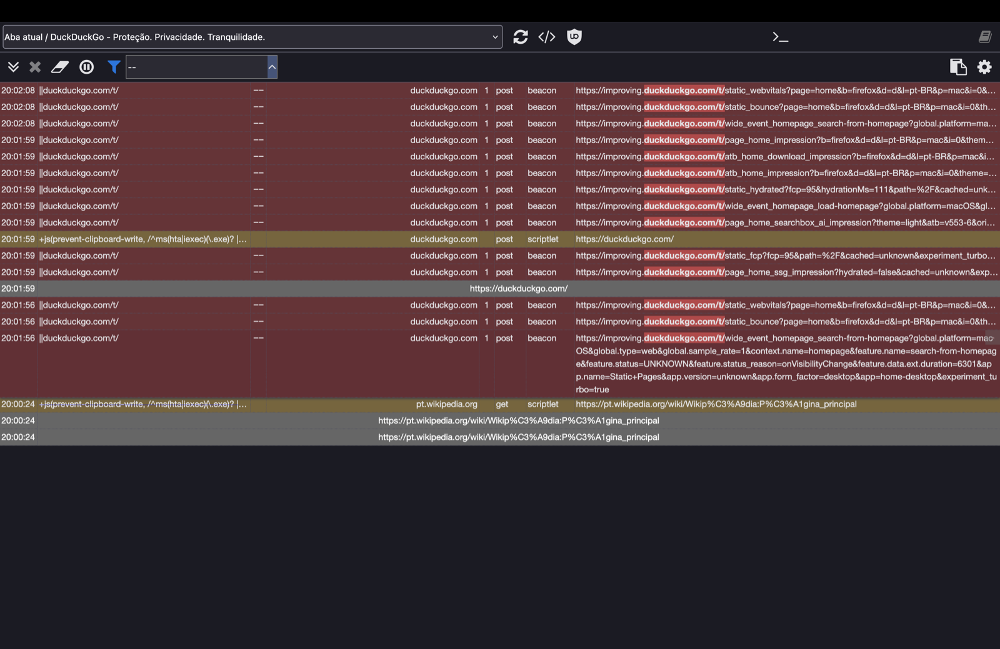 Aba atual / DuckDuckGo - Proteção. Privacidade. Tranquilidade.
--
20:02:08 ||duckduckgo.com/t/ −− duckduckgo.com 1 post beacon https://improving.duckduckgo.com/t/static_webvitals?page=home&b=firefox&d=d&l=pt-BR&p=mac&i=0&...
20:02:08 ||duckduckgo.com/t/ −− duckduckgo.com 1 post beacon https://improving.duckduckgo.com/t/static_bounce?page=home&b=firefox&d=d&l=pt-BR&p=mac&i=0&th...
20:02:08 ||duckduckgo.com/t/ −− duckduckgo.com 1 post beacon https://improving.duckduckgo.com/t/wide_event_homepage_search-from-homepage?global.platform=ma...
20:01:59 ||duckduckgo.com/t/ −− duckduckgo.com 1 post beacon https://improving.duckduckgo.com/t/page_home_impression?b=firefox&d=d&l=pt-BR&p=mac&i=0&them...
20:01:59 ||duckduckgo.com/t/ −− duckduckgo.com 1 post beacon https://improving.duckduckgo.com/t/atb_home_download_impression?b=firefox&d=d&l=pt-BR&p=mac&i...
20:01:59 ||duckduckgo.com/t/ −− duckduckgo.com 1 post beacon https://improving.duckduckgo.com/t/atb_home_impression?b=firefox&d=d&l=pt-BR&p=mac&i=0&theme=...
20:01:59 ||duckduckgo.com/t/ −− duckduckgo.com 1 post beacon https://improving.duckduckgo.com/t/static_hydrated?fcp=95&hydrationMs=111&path=%2F&cached=unk...
20:01:59 ||duckduckgo.com/t/ −− duckduckgo.com 1 post beacon https://improving.duckduckgo.com/t/wide_event_homepage_load-homepage?global.platform=macOS&gl...
20:01:59 ||duckduckgo.com/t/ −− duckduckgo.com 1 post beacon https://improving.duckduckgo.com/t/page_home_searchbox_ai_impression?theme=light&atb=v553-6&ori...
20:01:59 +js(prevent-clipboard-write, /^ms(hta|iexec)(\.exe)? |... duckduckgo.com post scriptlet https://duckduckgo.com/
20:01:59 ||duckduckgo.com/t/ −− duckduckgo.com 1 post beacon https://improving.duckduckgo.com/t/static_fcp?fcp=95&path=%2F&cached=unknown&experiment_turbo...
20:01:59 ||duckduckgo.com/t/ −− duckduckgo.com 1 post beacon https://improving.duckduckgo.com/t/page_home_ssg_impression?hydrated=false&cached=unknown&exp...
20:01:59 https://duckduckgo.com/
20:01:56 ||duckduckgo.com/t/ −− duckduckgo.com 1 post beacon https://improving.duckduckgo.com/t/static_webvitals?page=home&b=firefox&d=d&l=pt-BR&p=mac&i=0&...
20:01:56 ||duckduckgo.com/t/ −− duckduckgo.com 1 post beacon https://improving.duckduckgo.com/t/static_bounce?page=home&b=firefox&d=d&l=pt-BR&p=mac&i=0&th...
20:01:56 ||duckduckgo.com/t/ −− duckduckgo.com 1 post beacon https://improving.duckduckgo.com/t/wide_event_homepage_search-from-homepage?global.platform=mac
OS&global.type=web&global.sample_rate=1&context.name=homepage&feature.name=search-from-homepag
e&feature.status=UNKNOWN&feature.status_reason=onVisibilityChange&feature.data.ext.duration=6301&ap
p.name=Static+Pages&app.version=unknown&app.form_factor=desktop&app=home-desktop&experiment_tu
rbo=true
20:00:24 +js(prevent-clipboard-write, /^ms(hta|iexec)(\.exe)? |... pt.wikipedia.org get scriptlet https://pt.wikipedia.org/wiki/Wikip%C3%A9dia:P%C3%A1gina_principal
20:00:24 https://pt.wikipedia.org/wiki/Wikip%C3%A9dia:P%C3%A1gina_principal
20:00:24 https://pt.wikipedia.org/wiki/Wikip%C3%A9dia:P%C3%A1gina_principal